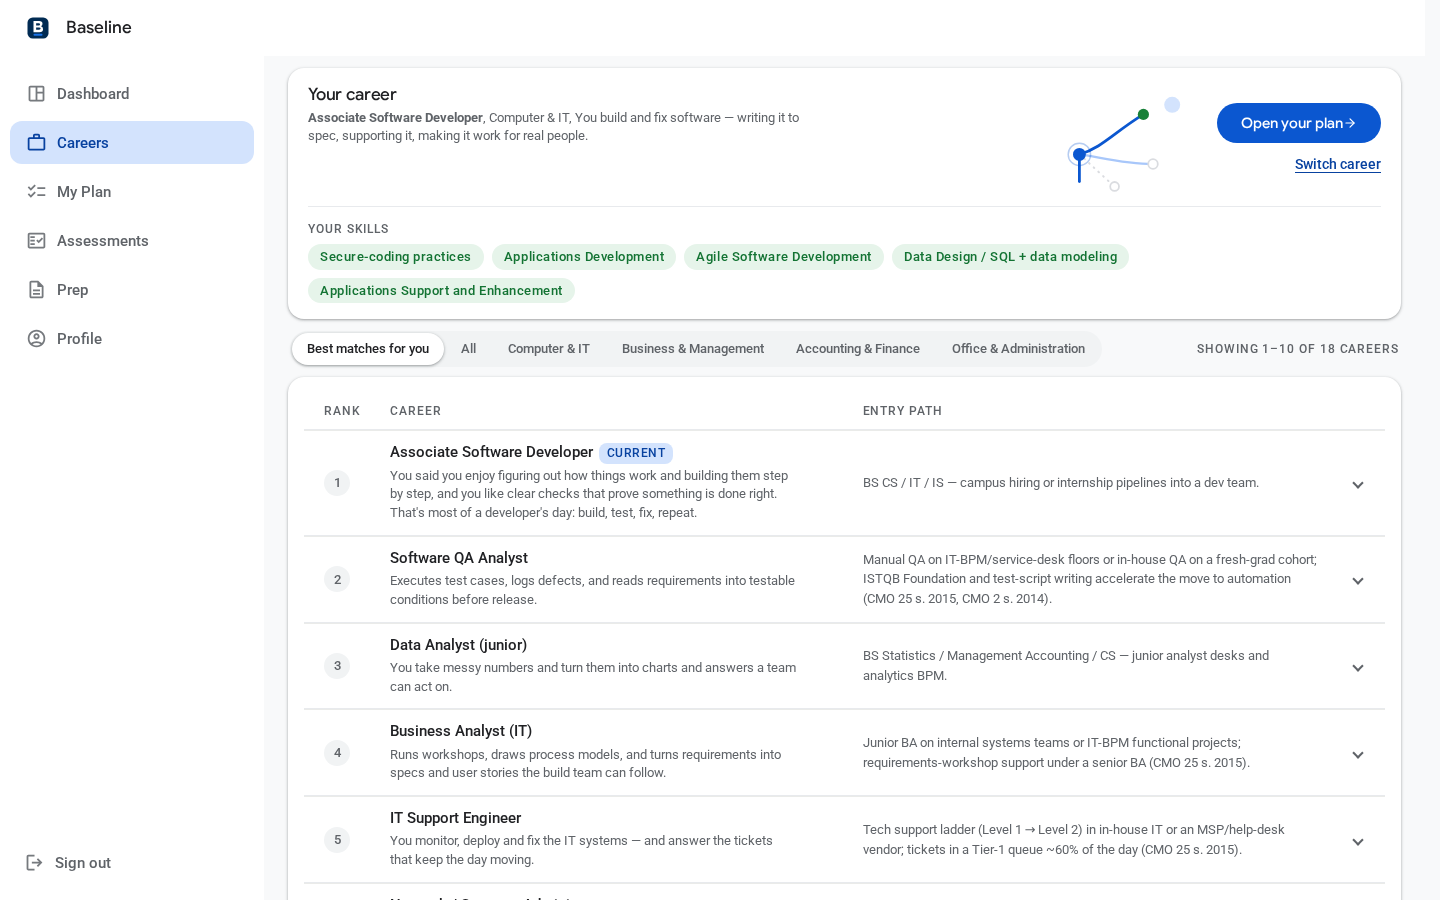 B
Baseline
Dashboard
Careers
My Plan
Assessments
Prep
Profile
Sign out
Your career
Associate Software Developer, Computer & IT, You build and fix software — writing it to
spec, supporting it, making it work for real people.
Open your plan→
Switch career
YOUR SKILLS
Secure-coding practices
Applications Development
Agile Software Development
Data Design / SQL + data modeling
Applications Support and Enhancement
Best matches for you
All
Computer & IT
Business & Management
Accounting & Finance
Office & Administration
SHOWING 1–10 OF 18 CAREERS
RANK
CAREER
ENTRY PATH
1
Associate Software Developer CURRENT
You said you enjoy figuring out how things work and building them step
by step, and you like clear checks that prove something is done right.
That's most of a developer's day: build, test, fix, repeat.
BS CS / IT / IS — campus hiring or internship pipelines into a dev team.
2
Software QA Analyst
Executes test cases, logs defects, and reads requirements into testable
conditions before release.
Manual QA on IT-BPM/service-desk floors or in-house QA on a fresh-grad cohort;
ISTQB Foundation and test-script writing accelerate the move to automation
(CMO 25 s. 2015, CMO 2 s. 2014).
3
Data Analyst (junior)
You take messy numbers and turn them into charts and answers a team
can act on.
BS Statistics / Management Accounting / CS — junior analyst desks and
analytics BPM.
4
Business Analyst (IT)
Runs workshops, draws process models, and turns requirements into
specs and user stories the build team can follow.
Junior BA on internal systems teams or IT-BPM functional projects;
requirements-workshop support under a senior BA (CMO 25 s. 2015).
5
IT Support Engineer
You monitor, deploy and fix the IT systems — and answer the tickets
that keep the day moving.
Tech support ladder (Level 1 → Level 2) in in-house IT or an MSP/help-desk
vendor; tickets in a Tier-1 queue ~60% of the day (CMO 25 s. 2015).